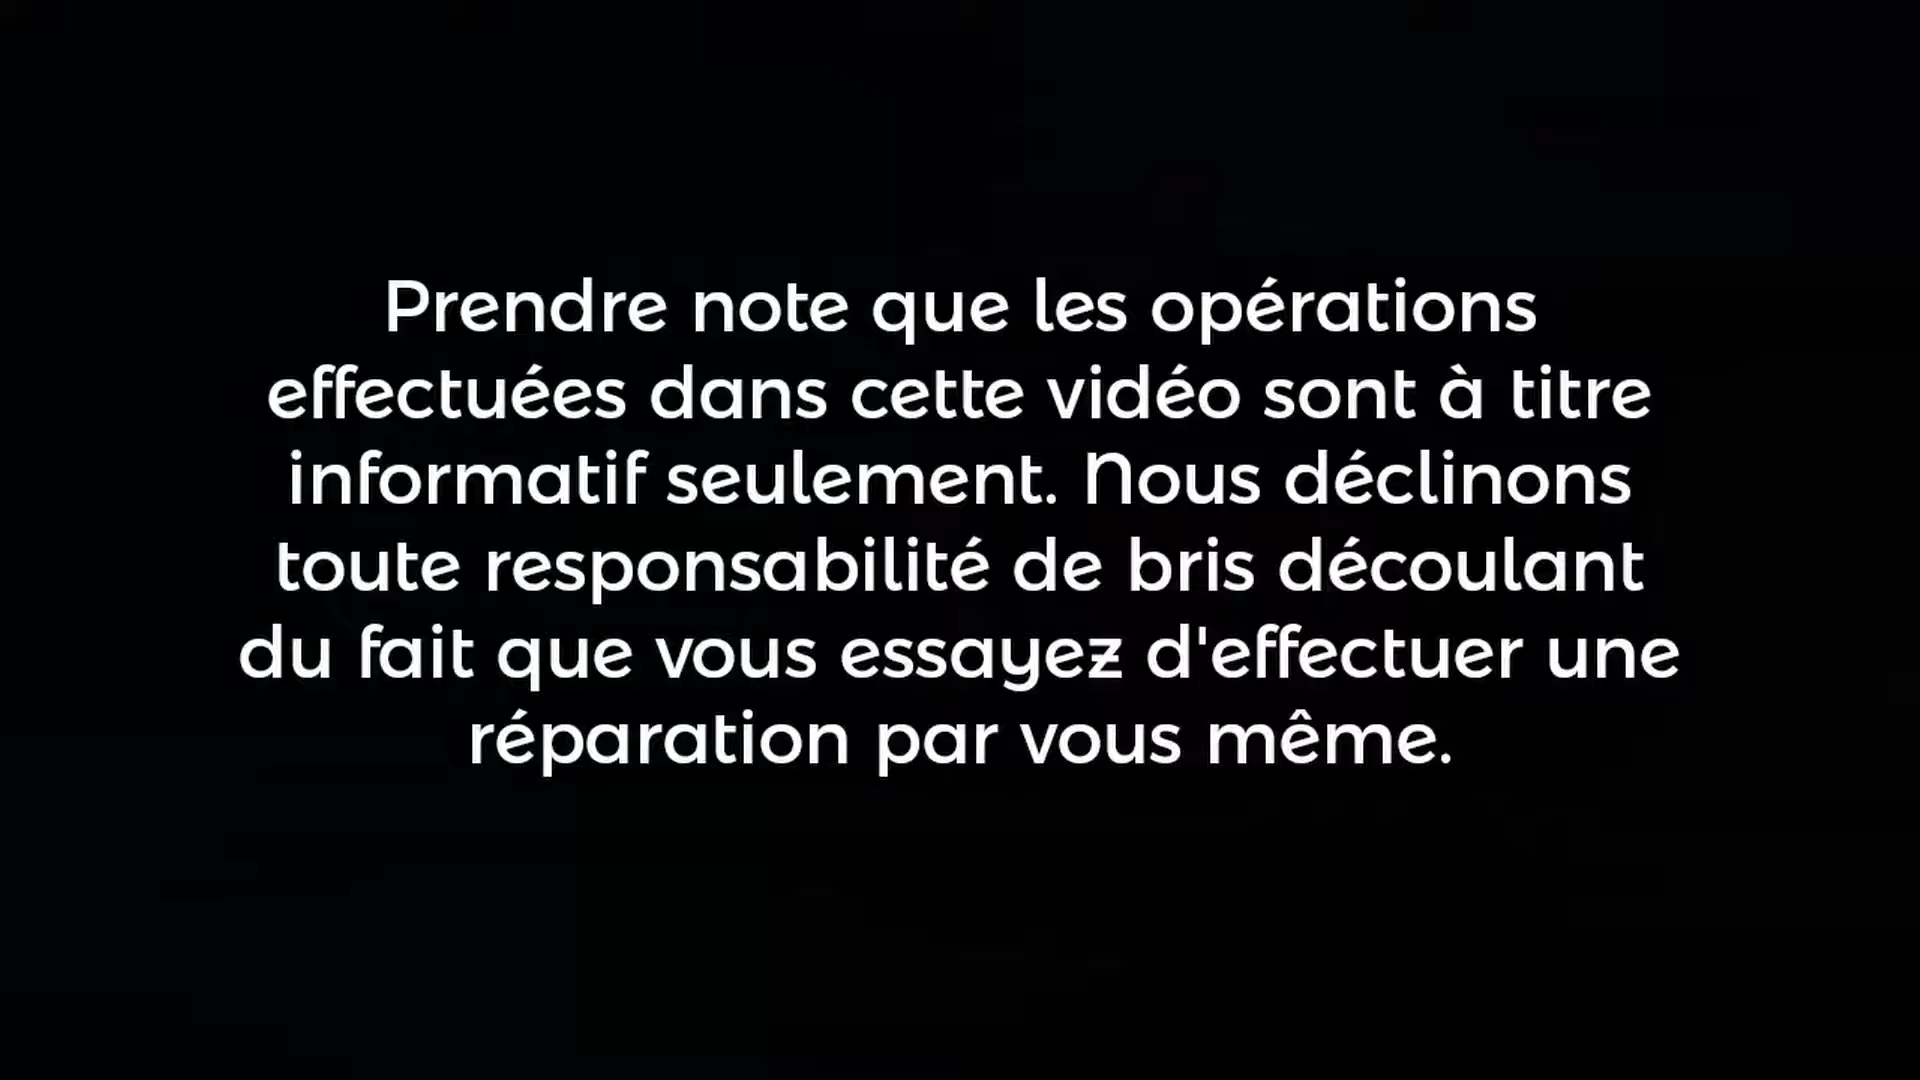 Prendre note que les opérations
effectuées dans cette vidéo sont à titre
informatif seulement. Nous déclinons
toute responsabilité de bris découlant
du fait que vous essayez d'effectuer une
réparation par vous même.